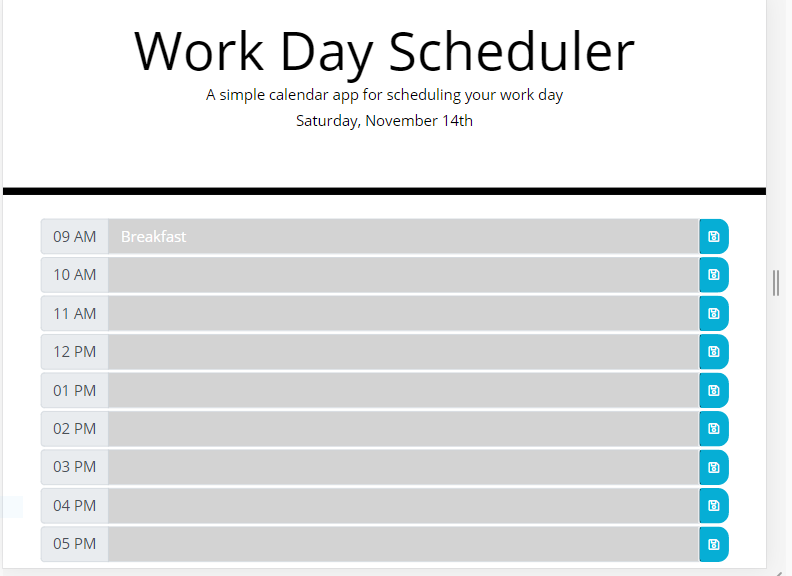 Work Day Scheduler
A simple calendar app for scheduling your work day
Saturday, November 14th
09 AM Breakfast
10 AM
11 AM
12 PM
01 PM
02 PM
03 PM
04 PM
05 PM